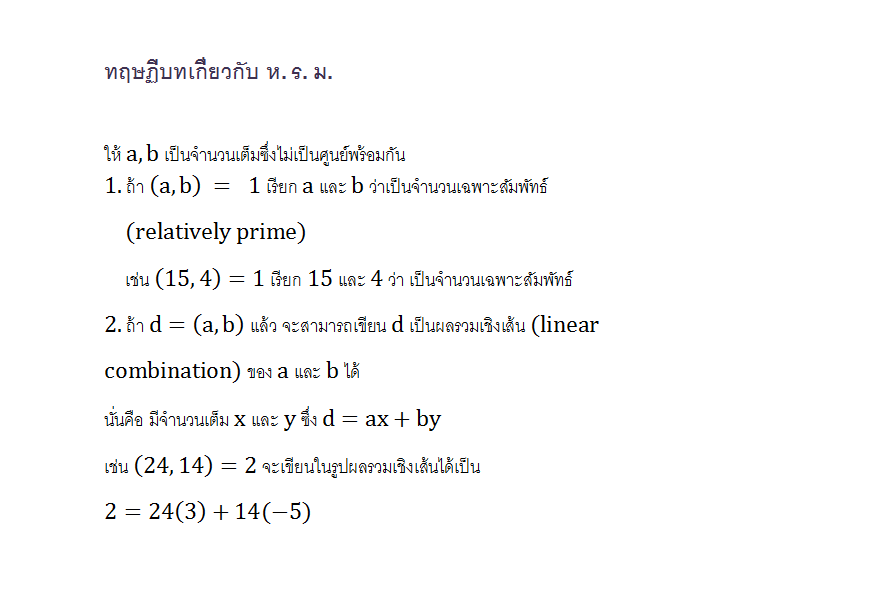 ทฤษฏีบทเกี่ยวกับ ห. ร. ม.
ให้ a, b เป็นจำนวนเต็มซึ่งไม่เป็นศูนย์พร้อมกัน
1. ถ้า (a, b) = 1 เรียก a และ b ว่าเป็นจำนวนเฉพาะสัมพัทธ์
(relatively prime)
เช่น (15, 4) = 1 เรียก 15 และ 4 ว่า เป็นจำนวนเฉพาะสัมพัทธ์
2. ถ้า d = (a, b) แล้ว จะสามารถเขียน d เป็นผลรวมเชิงเส้น (linear
combination) ของ a และ b ได้
นั่นคือ มีจำนวนเต็ม x และ y ซึ่ง d = ax + by
เช่น (24, 14) = 2 จะเขียนในรูปผลรวมเชิงเส้นได้เป็น
2 = 24(3) + 14(−5)